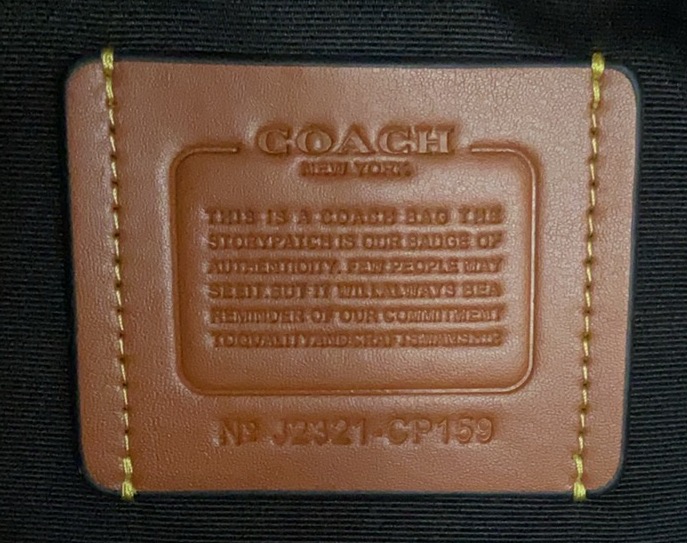 COACH
NEW YORK
THIS IS A COACH BAG THE
STORYPATCH IS OUR BADGE OF
AUTHENTICITY. FEW PEOPLE MAY
SEE IT, BUT IT WILL ALWAYS BE A
REMINDER OF OUR COMMITMENT
TO QUALITY AND CRAFTSMANSHIP
Nº J2321-CP159